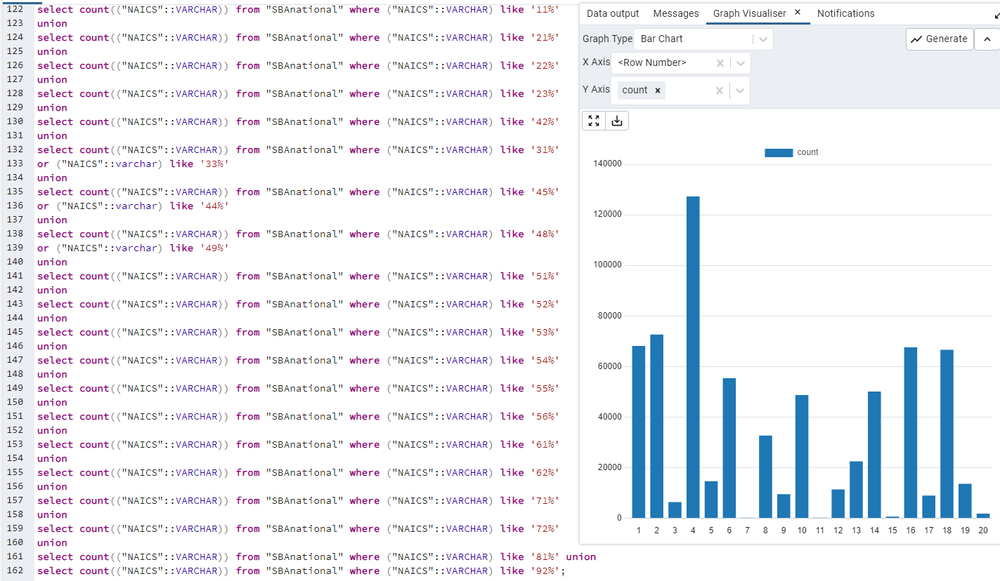 122 select count(("NAICS"::VARCHAR)) from "SBAnational" where ("NAICS"::VARCHAR) like '11%'
123 union
124 select count(("NAICS"::VARCHAR)) from "SBAnational" where ("NAICS"::VARCHAR) like '21%'
125 union
126 select count(("NAICS"::VARCHAR)) from "SBAnational" where ("NAICS"::VARCHAR) like '22%'
127 union
128 select count(("NAICS"::VARCHAR)) from "SBAnational" where ("NAICS"::VARCHAR) like '23%'
129 union
130 select count(("NAICS"::VARCHAR)) from "SBAnational" where ("NAICS"::VARCHAR) like '42%'
131 union
132 select count(("NAICS"::VARCHAR)) from "SBAnational" where ("NAICS"::VARCHAR) like '31%'
133 or ("NAICS"::varchar) like '33%'
134 union
135 select count(("NAICS"::VARCHAR)) from "SBAnational" where ("NAICS"::VARCHAR) like '45%'
136 or ("NAICS"::varchar) like '44%'
137 union
138 select count(("NAICS"::VARCHAR)) from "SBAnational" where ("NAICS"::VARCHAR) like '48%'
139 or ("NAICS"::varchar) like '49%'
140 union
141 select count(("NAICS"::VARCHAR)) from "SBAnational" where ("NAICS"::VARCHAR) like '51%'
142 union
143 select count(("NAICS"::VARCHAR)) from "SBAnational" where ("NAICS"::VARCHAR) like '52%'
144 union
145 select count(("NAICS"::VARCHAR)) from "SBAnational" where ("NAICS"::VARCHAR) like '53%'
146 union
147 select count(("NAICS"::VARCHAR)) from "SBAnational" where ("NAICS"::VARCHAR) like '54%'
148 union
149 select count(("NAICS"::VARCHAR)) from "SBAnational" where ("NAICS"::VARCHAR) like '55%'
150 union
151 select count(("NAICS"::VARCHAR)) from "SBAnational" where ("NAICS"::VARCHAR) like '56%'
152 union
153 select count(("NAICS"::VARCHAR)) from "SBAnational" where ("NAICS"::VARCHAR) like '61%'
154 union
155 select count(("NAICS"::VARCHAR)) from "SBAnational" where ("NAICS"::VARCHAR) like '62%'
156 union
157 select count(("NAICS"::VARCHAR)) from "SBAnational" where ("NAICS"::VARCHAR) like '71%'
158 union
159 select count(("NAICS"::VARCHAR)) from "SBAnational" where ("NAICS"::VARCHAR) like '72%'
160 union
161 select count(("NAICS"::VARCHAR)) from "SBAnational" where ("NAICS"::VARCHAR) like '81%' union
162 select count(("NAICS"::VARCHAR)) from "SBAnational" where ("NAICS"::VARCHAR) like '92%';
Data output Messages Graph Visualiser × Notifications
Graph Type Bar Chart Generate
X Axis <Row Number>
Y Axis count ×
count
140000
120000
100000
80000
60000
40000
20000
0
1 2 3 4 5 6 7 8 9 10 11 12 13 14 15 16 17 18 19 20